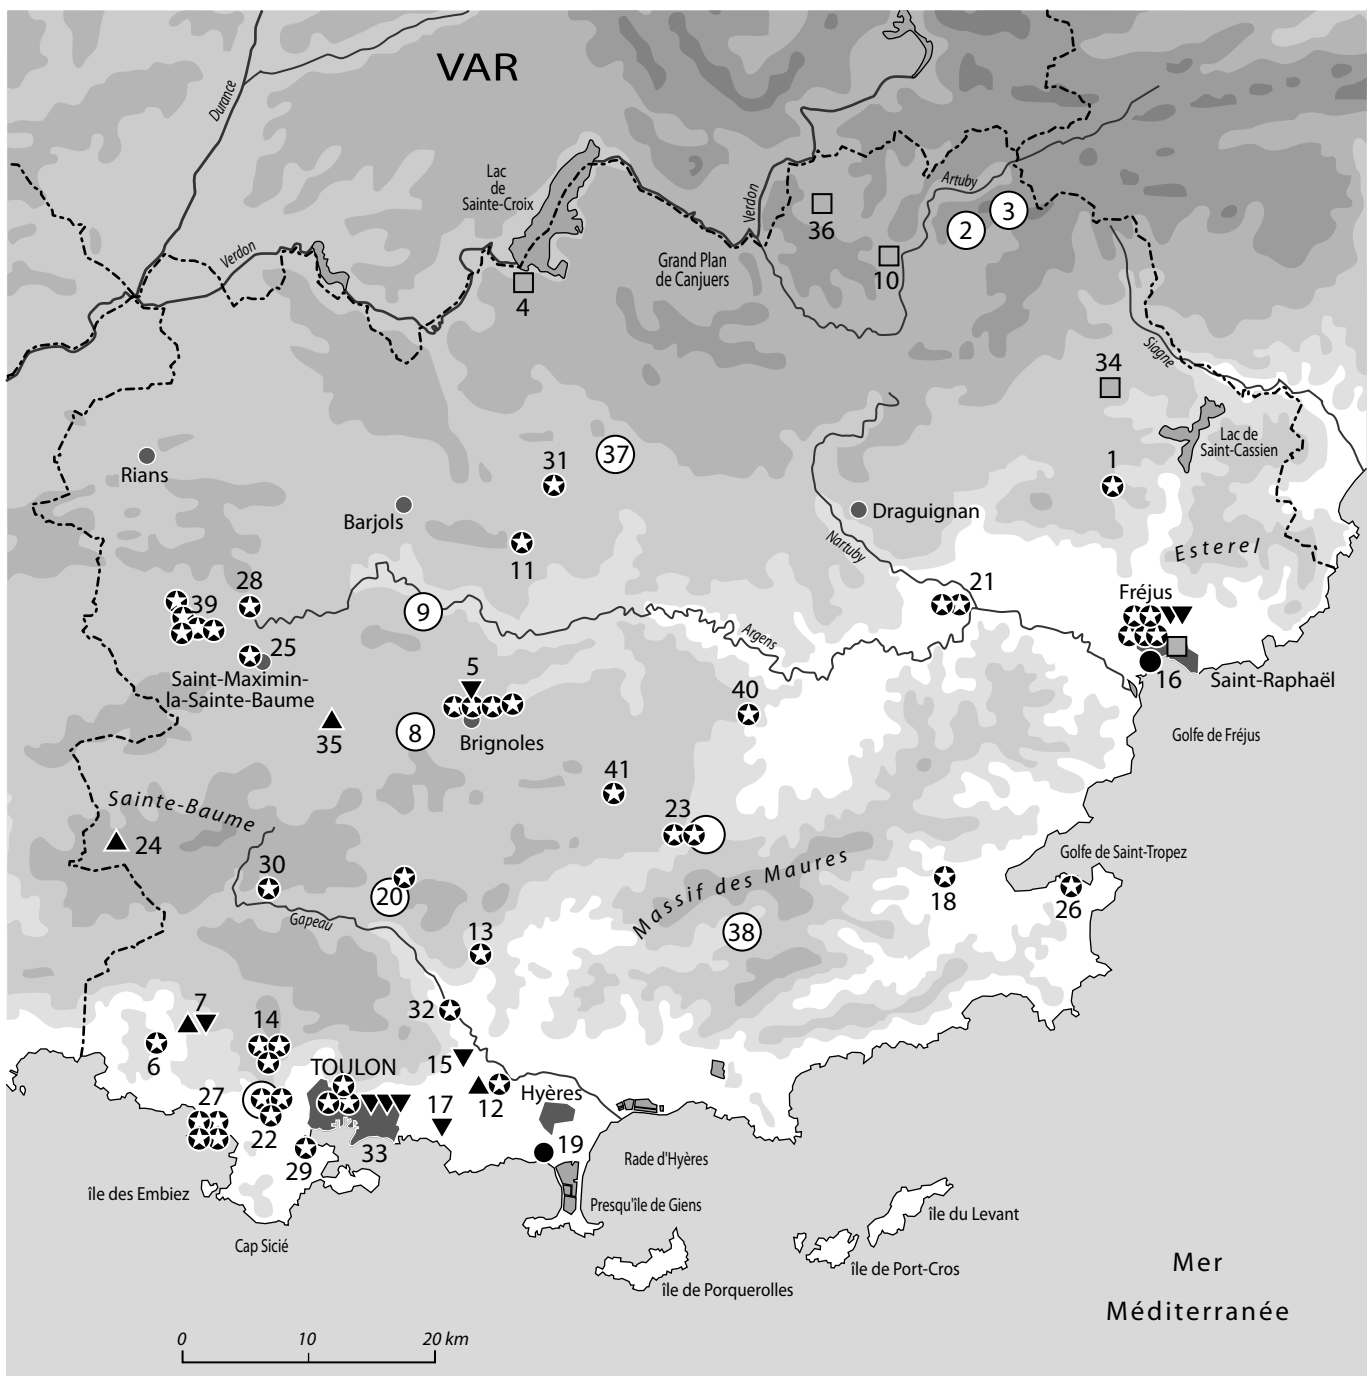 VAR
Durance
Lac
de
Sainte-Croix
Verdon
Artuby
3
2
36
Verdon
Grand Plan
de Canjuers
10
4
Siagne
34
Lac de
Saint-Cassien
37
31
1
Rians
Barjols
Draguignan
Nartuby
Esterel
11
28
39
9
21
Fréjus
25
Argens
Saint-Maximin-
la-Sainte-Baume
5
40
16
Saint-Raphaël
35
8
Brignoles
Golfe de Fréjus
41
Sainte-Baume
23
24
Golfe de Saint-Tropez
30
Massif des Maures
20
18
26
Gapeau
13
38
7
32
14
6
15
TOULON
27
17
12
Hyères
22
33
19
29
Rade d'Hyères
île des Embiez
Presqu'île de Giens
île du Levant
Cap Sicié
île de Port-Cros
île de Porquerolles
Mer
Méditerranée
0 10 20 km